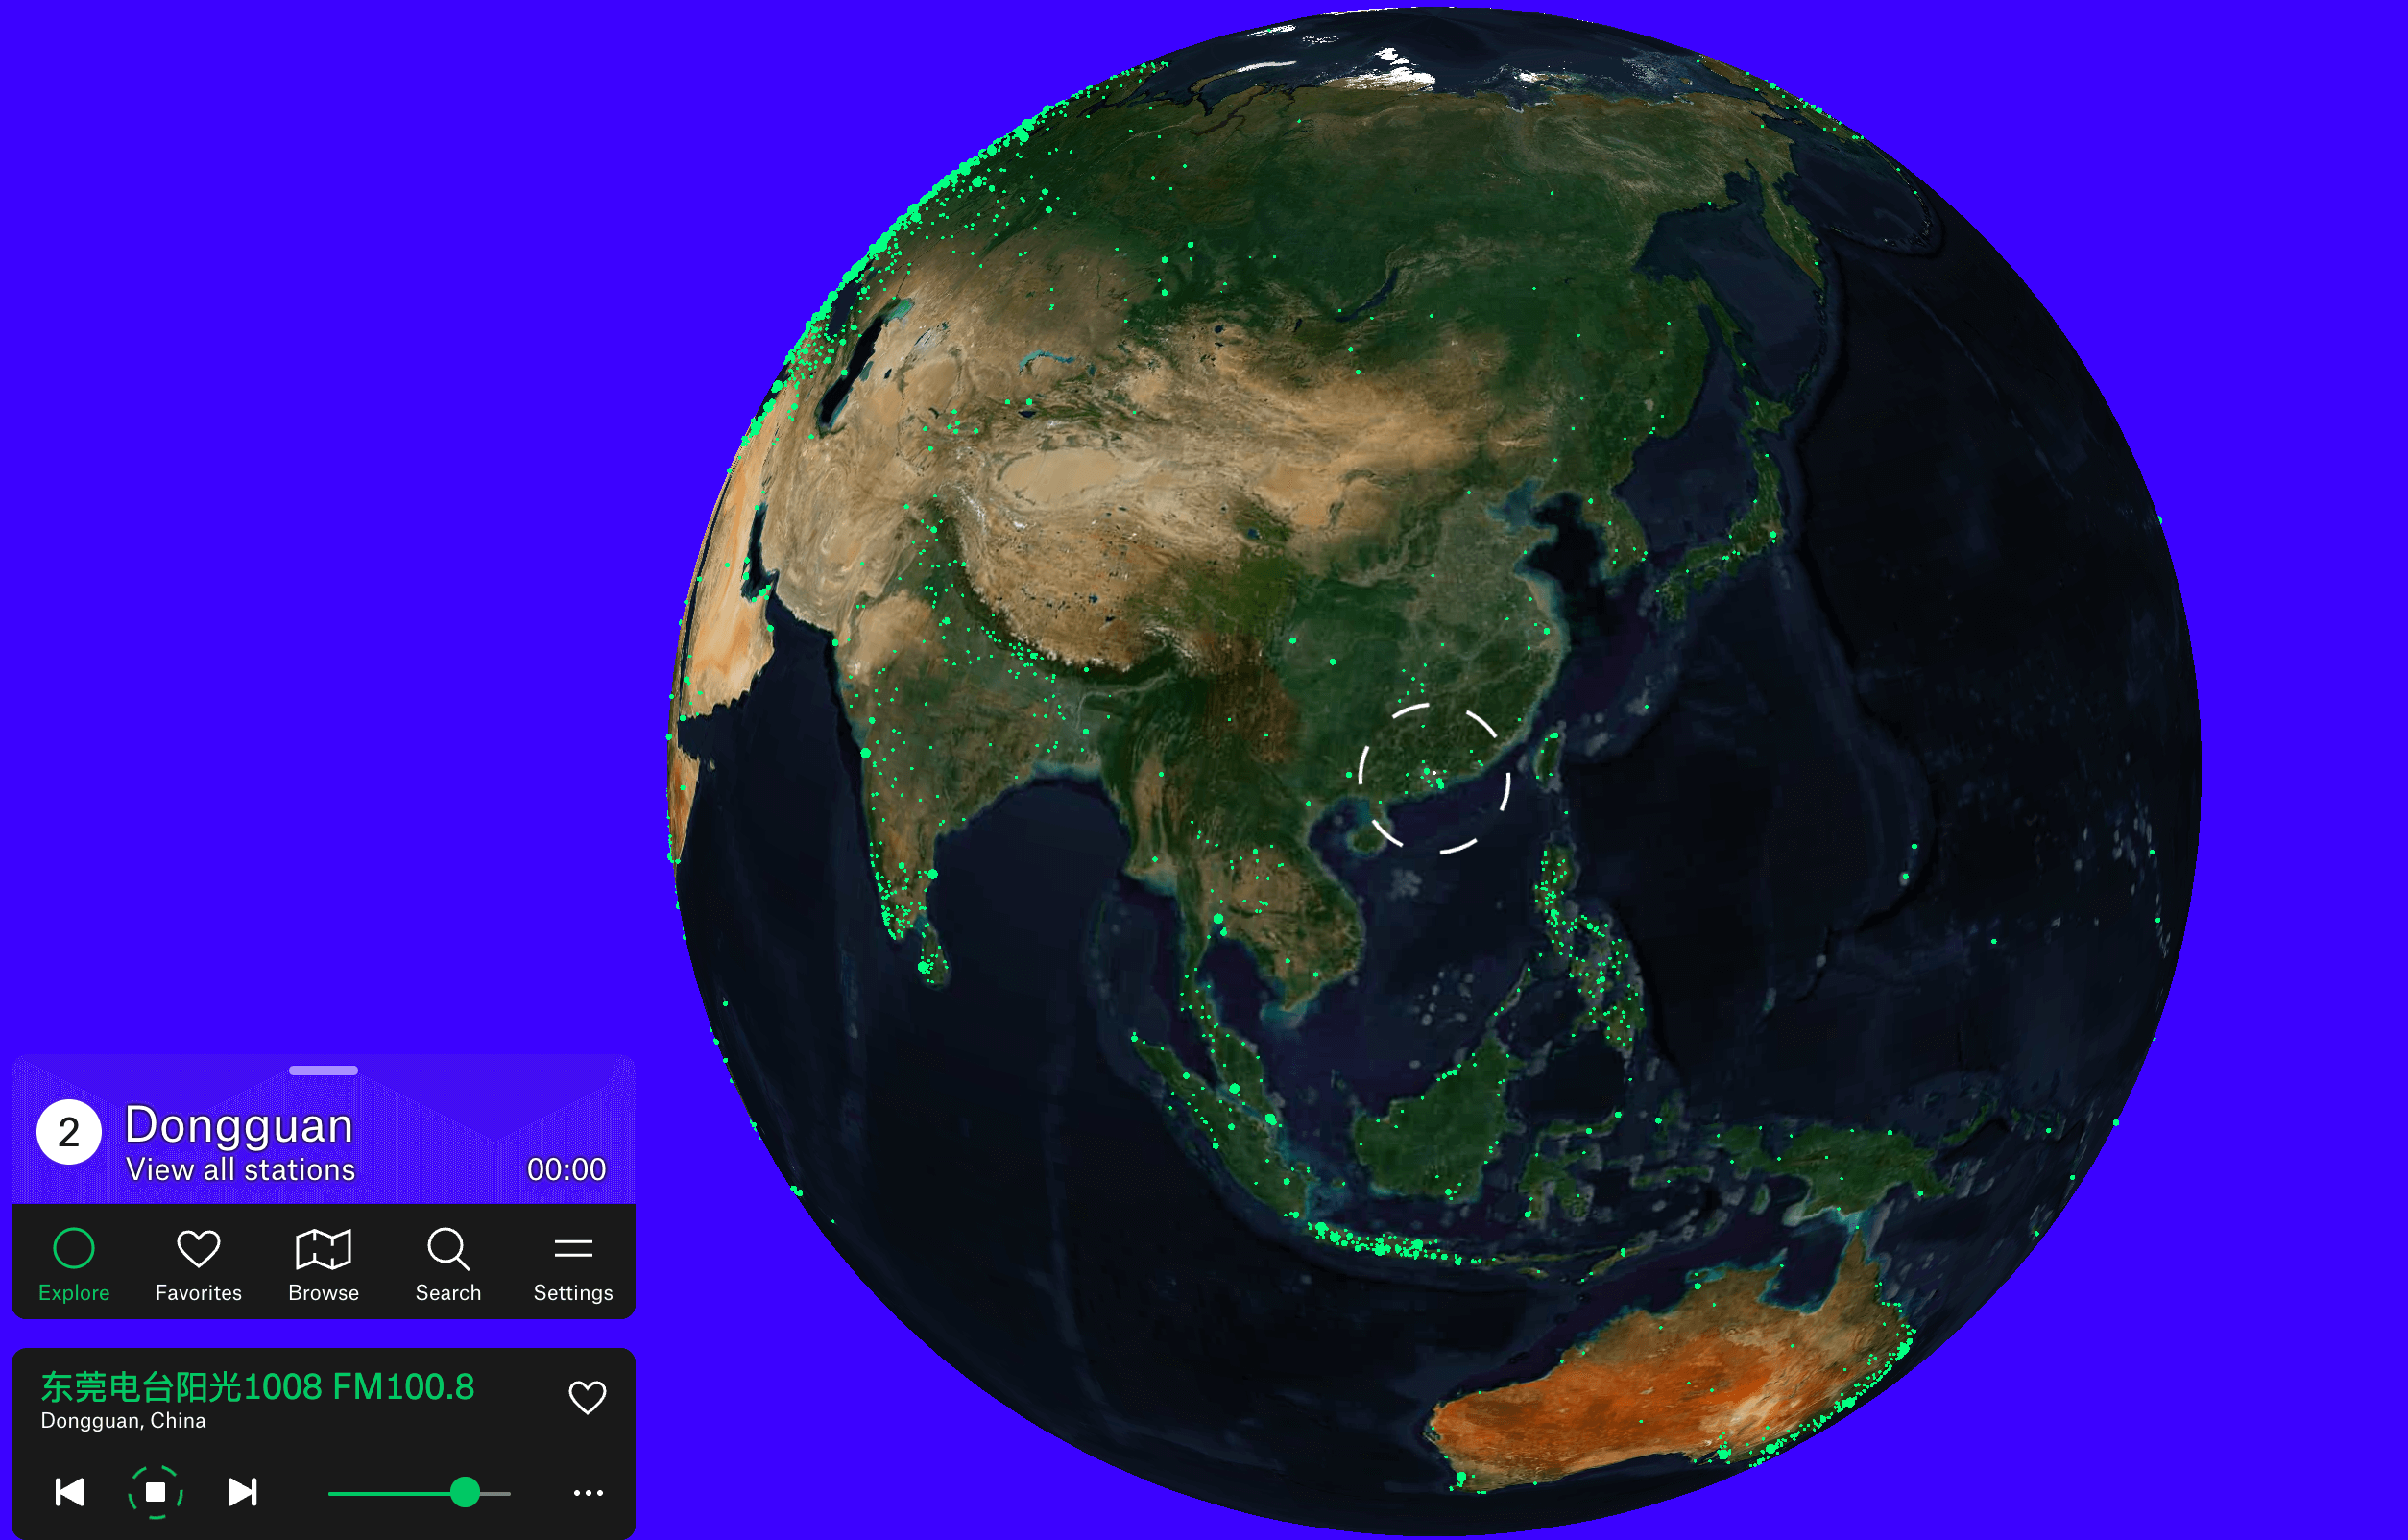 2
Dongguan
View all stations
00:00
Explore
Favorites
Browse
Search
Settings
东莞电台阳光1008 FM100.8
Dongguan, China